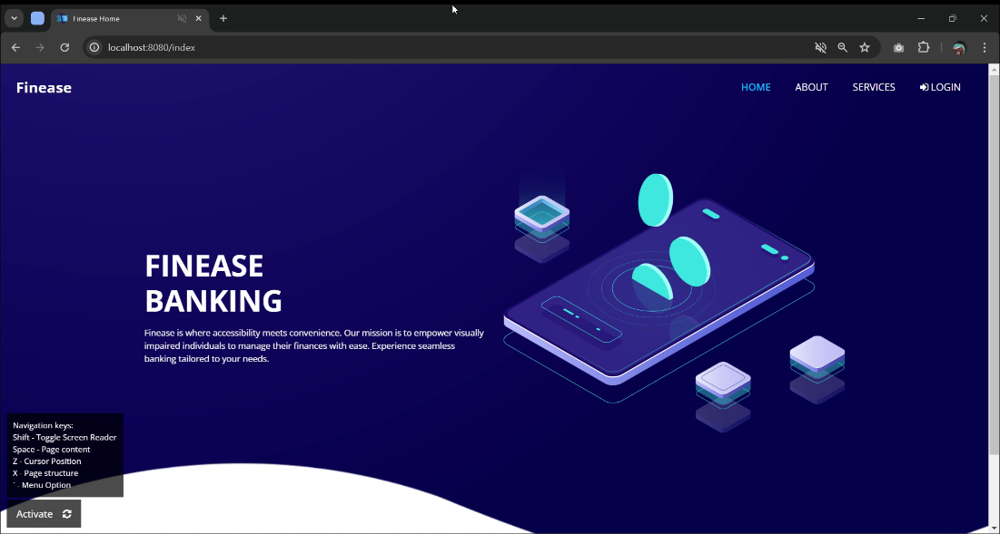 Finease Home
localhost:8080/index
Finease
HOME
ABOUT
SERVICES
LOGIN
FINEASE
BANKING
Finease is where accessibility meets convenience. Our mission is to empower visually
impaired individuals to manage their finances with ease. Experience seamless
banking tailored to your needs.
Navigation keys:
Shift - Toggle Screen Reader
Space - Page content
Z - Cursor Position
X - Page structure
` - Menu Option
Activate